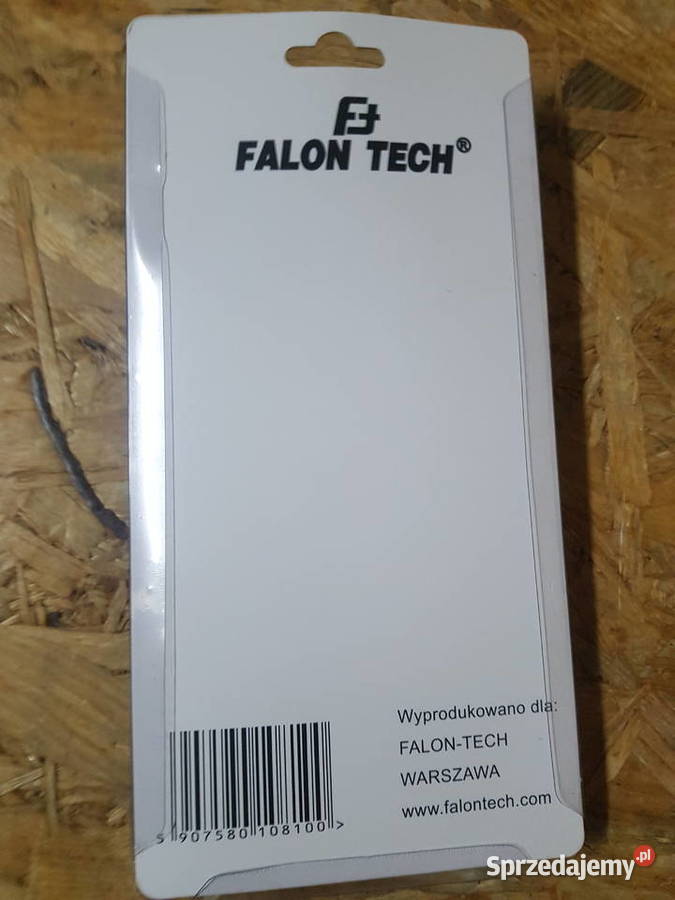 Ft
FALON TECH®
Wyprodukowano dla:
FALON-TECH
WARSZAWA
www.falontech.com
5 907580 108100 >
Sprzedajemy.pl